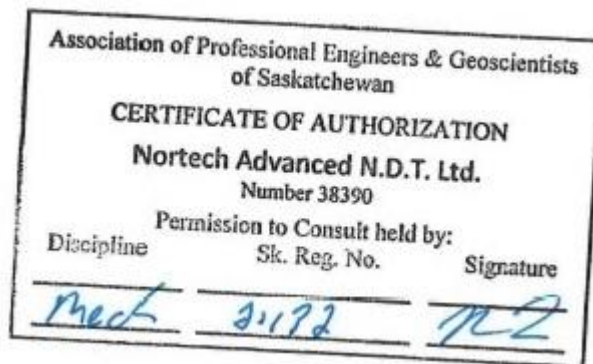 Association of Professional Engineers & Geoscientists
of Saskatchewan
CERTIFICATE OF AUTHORIZATION
Nortech Advanced N.D.T. Ltd.
Number 38390
Permission to Consult held by:
Discipline Sk. Reg. No. Signature
Mech